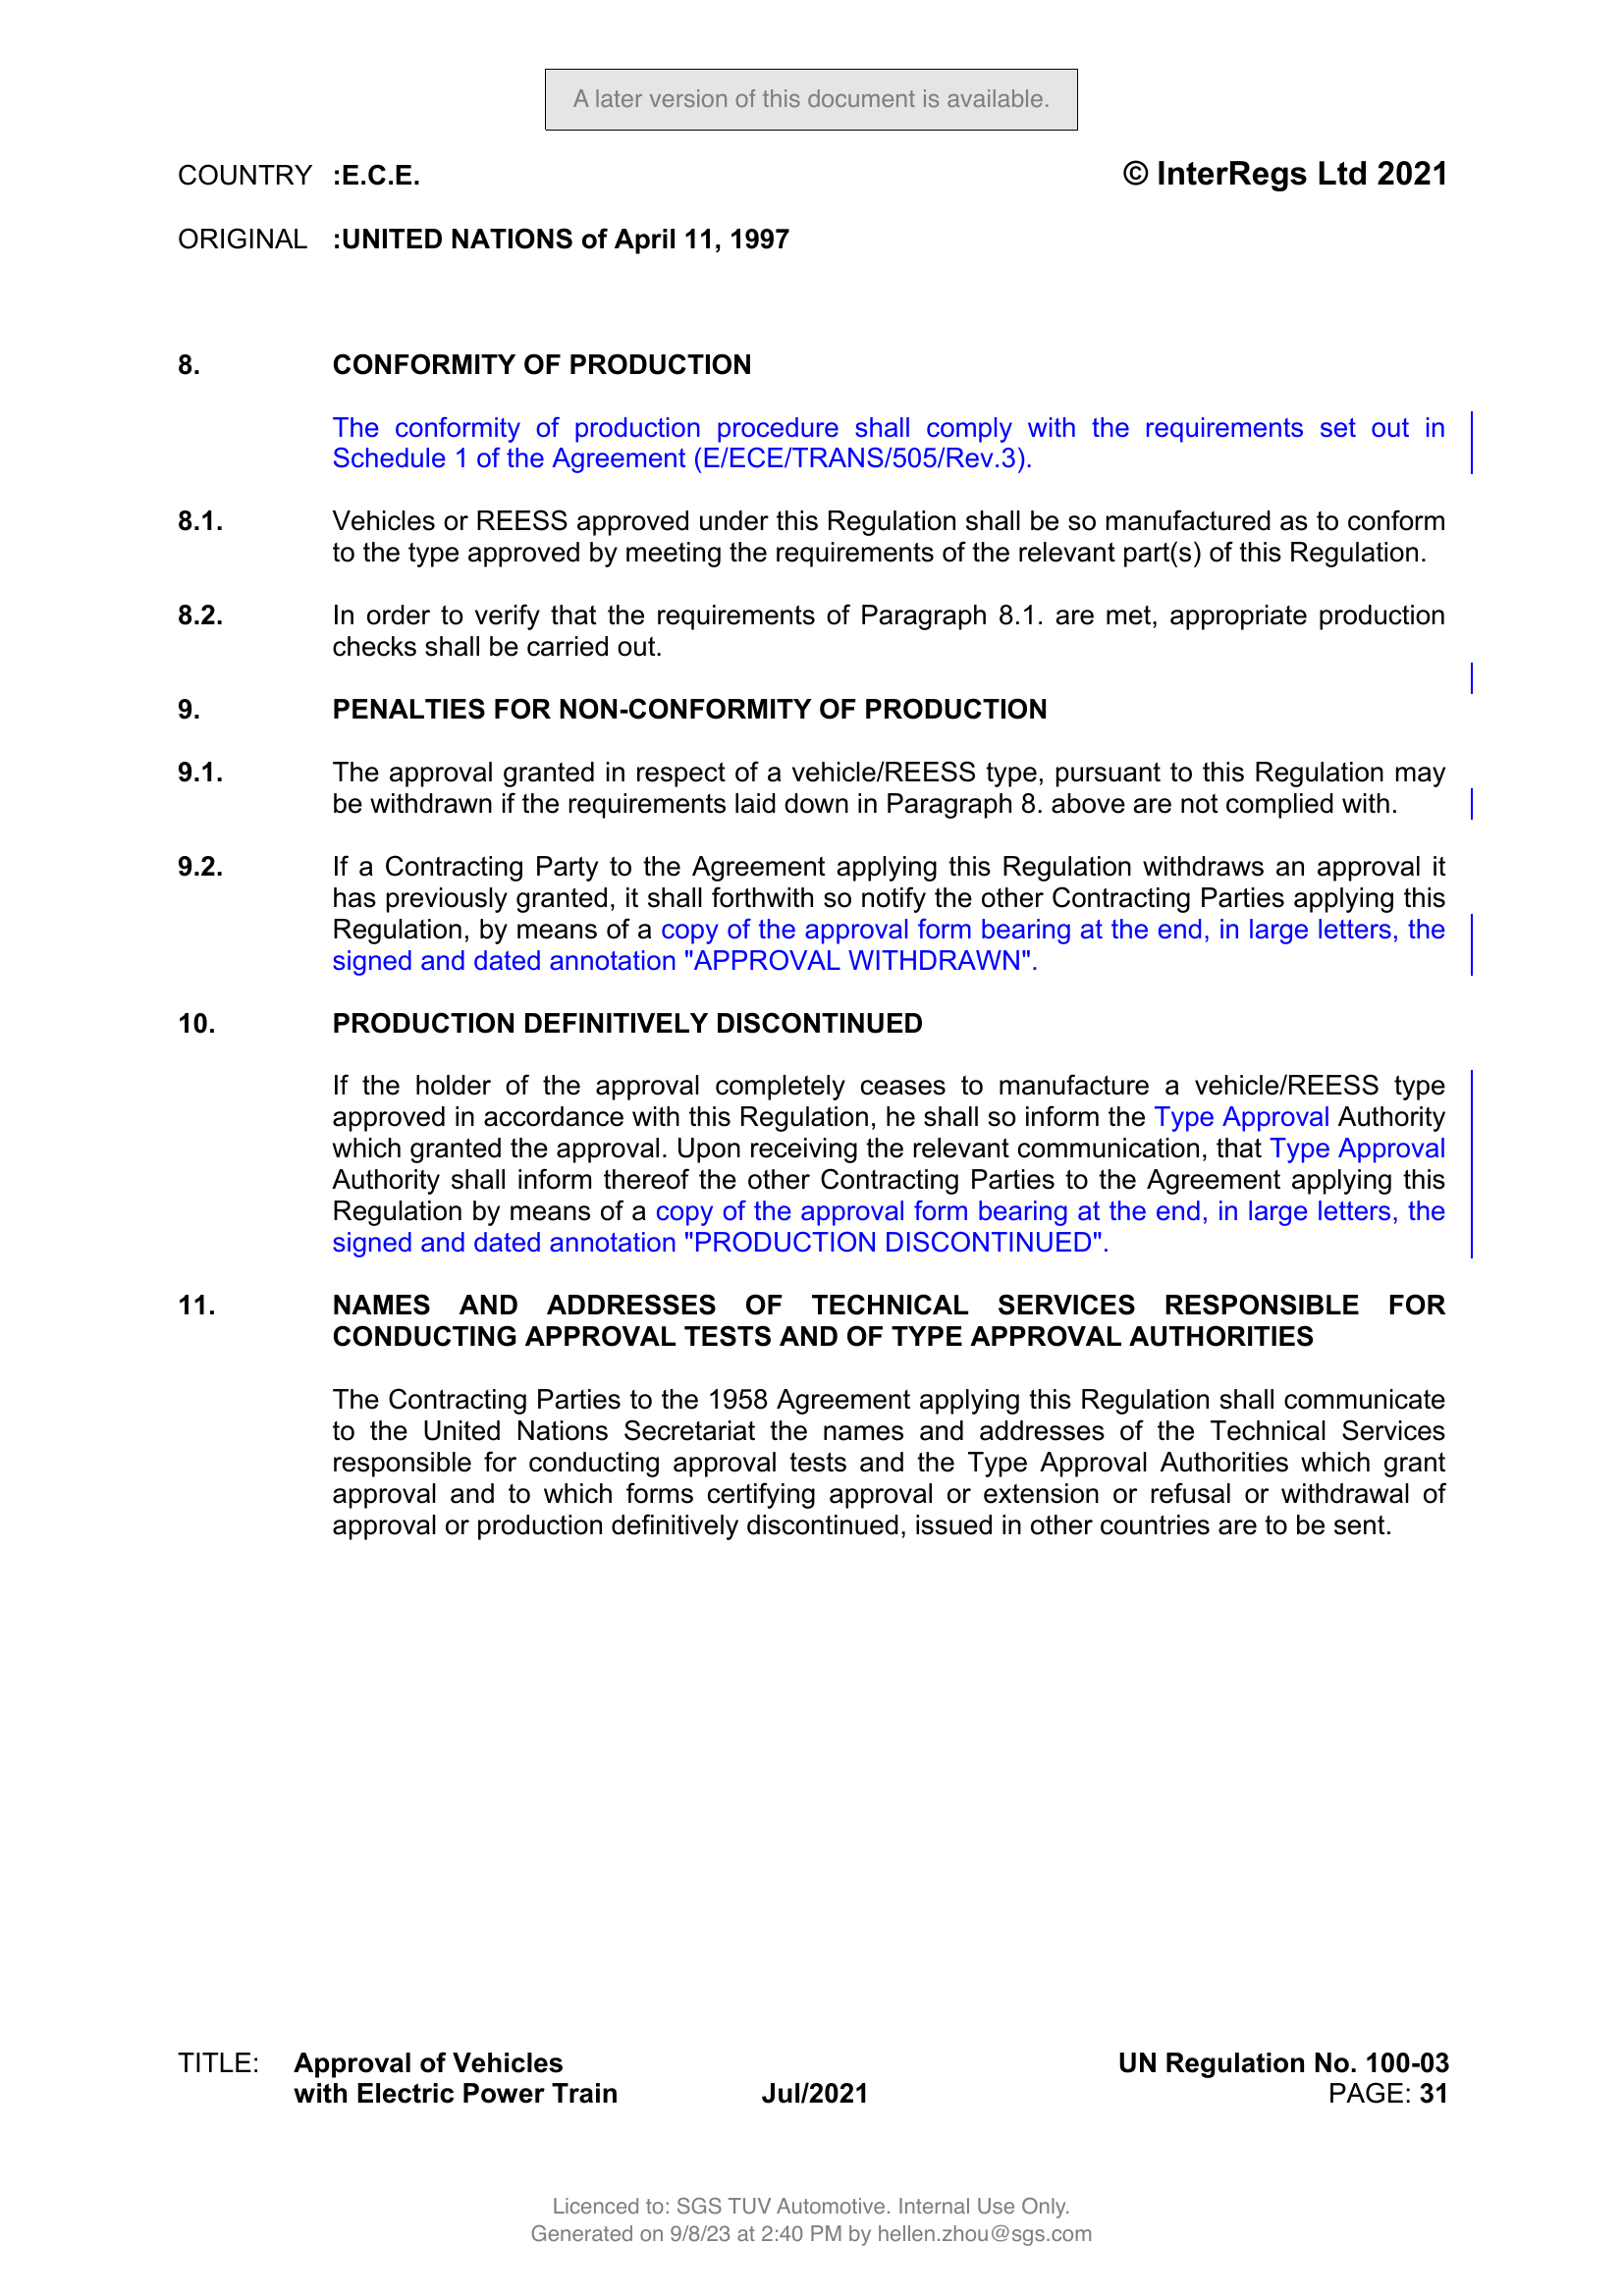 A later version of this document is available.
COUNTRY :E.C.E. © InterRegs Ltd 2021
ORIGINAL :UNITED NATIONS of April 11, 1997
8. CONFORMITY OF PRODUCTION
The conformity of production procedure shall comply with the requirements set out in
Schedule 1 of the Agreement (E/ECE/TRANS/505/Rev.3).
8.1. Vehicles or REESS approved under this Regulation shall be so manufactured as to conform
to the type approved by meeting the requirements of the relevant part(s) of this Regulation.
8.2. In order to verify that the requirements of Paragraph 8.1. are met, appropriate production
checks shall be carried out.
9. PENALTIES FOR NON-CONFORMITY OF PRODUCTION
9.1. The approval granted in respect of a vehicle/REESS type, pursuant to this Regulation may
be withdrawn if the requirements laid down in Paragraph 8. above are not complied with.
9.2. If a Contracting Party to the Agreement applying this Regulation withdraws an approval it
has previously granted, it shall forthwith so notify the other Contracting Parties applying this
Regulation, by means of a copy of the approval form bearing at the end, in large letters, the
signed and dated annotation "APPROVAL WITHDRAWN".
10. PRODUCTION DEFINITIVELY DISCONTINUED
If the holder of the approval completely ceases to manufacture a vehicle/REESS type
approved in accordance with this Regulation, he shall so inform the Type Approval Authority
which granted the approval. Upon receiving the relevant communication, that Type Approval
Authority shall inform thereof the other Contracting Parties to the Agreement applying this
Regulation by means of a copy of the approval form bearing at the end, in large letters, the
signed and dated annotation "PRODUCTION DISCONTINUED".
11. NAMES AND ADDRESSES OF TECHNICAL SERVICES RESPONSIBLE FOR
CONDUCTING APPROVAL TESTS AND OF TYPE APPROVAL AUTHORITIES
The Contracting Parties to the 1958 Agreement applying this Regulation shall communicate
to the United Nations Secretariat the names and addresses of the Technical Services
responsible for conducting approval tests and the Type Approval Authorities which grant
approval and to which forms certifying approval or extension or refusal or withdrawal of
approval or production definitively discontinued, issued in other countries are to be sent.
TITLE: Approval of Vehicles UN Regulation No. 100-03
with Electric Power Train Jul/2021 PAGE: 31
Licenced to: SGS TUV Automotive. Internal Use Only.
Generated on 9/8/23 at 2:40 PM by hellen.zhou@sgs.com